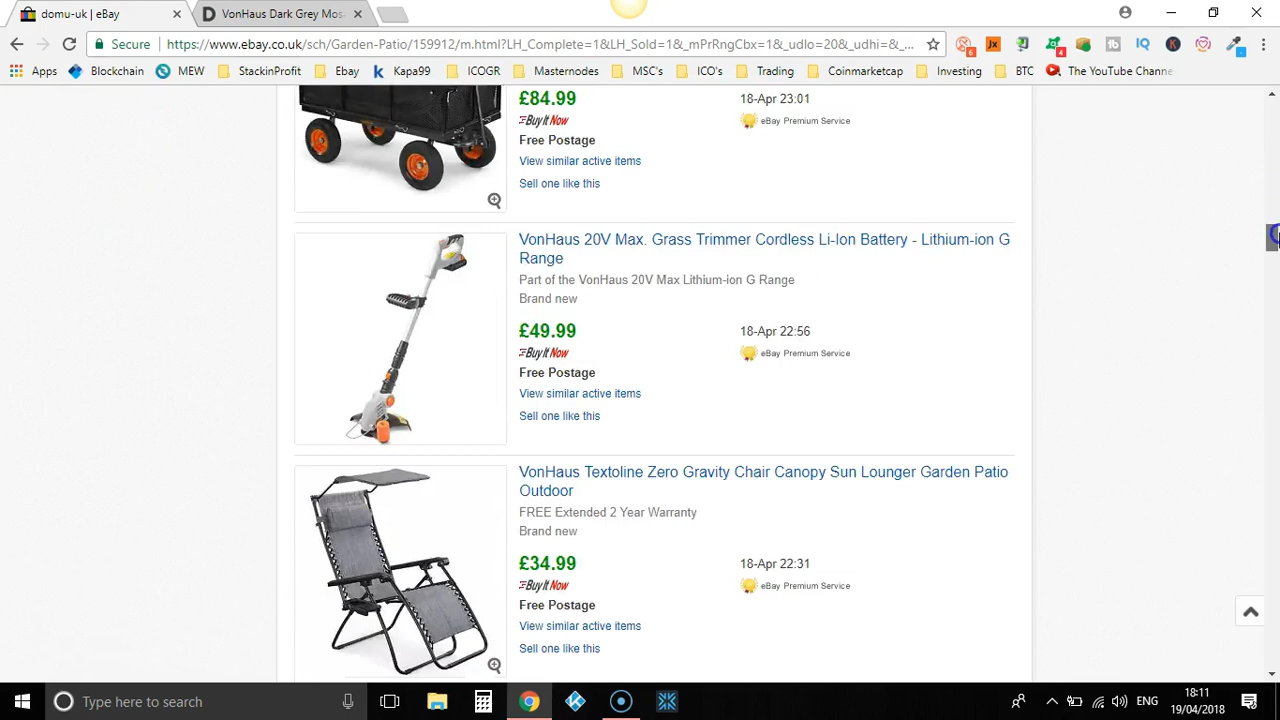 domu-uk | eBay
VonHaus Dark Grey Mos
Secure
https://www.ebay.co.uk/sch/Garden-Patio/159912/m.html?LH_Complete=1&LH_Sold=1&_mPrRngCbx=1&_udlo=20&_udhi=&_...
Apps
Blockchain
MEW
StackinProfit
Ebay
Kapa99
ICOGR
Masternodes
MSC's
ICO's
Trading
Coinmarketcap
Investing
BTC
The YouTube Channe
£84.99
18-Apr 23:01
Buy It Now
eBay Premium Service
Free Postage
View similar active items
Sell one like this
VonHaus 20V Max. Grass Trimmer Cordless Li-Ion Battery - Lithium-ion G
Range
Part of the VonHaus 20V Max Lithium-ion G Range
Brand new
£49.99
18-Apr 22:56
Buy It Now
eBay Premium Service
Free Postage
View similar active items
Sell one like this
VonHaus Textoline Zero Gravity Chair Canopy Sun Lounger Garden Patio
Outdoor
FREE Extended 2 Year Warranty
Brand new
£34.99
18-Apr 22:31
Buy It Now
eBay Premium Service
Free Postage
View similar active items
Sell one like this
Type here to search
ENG
18:11
19/04/2018